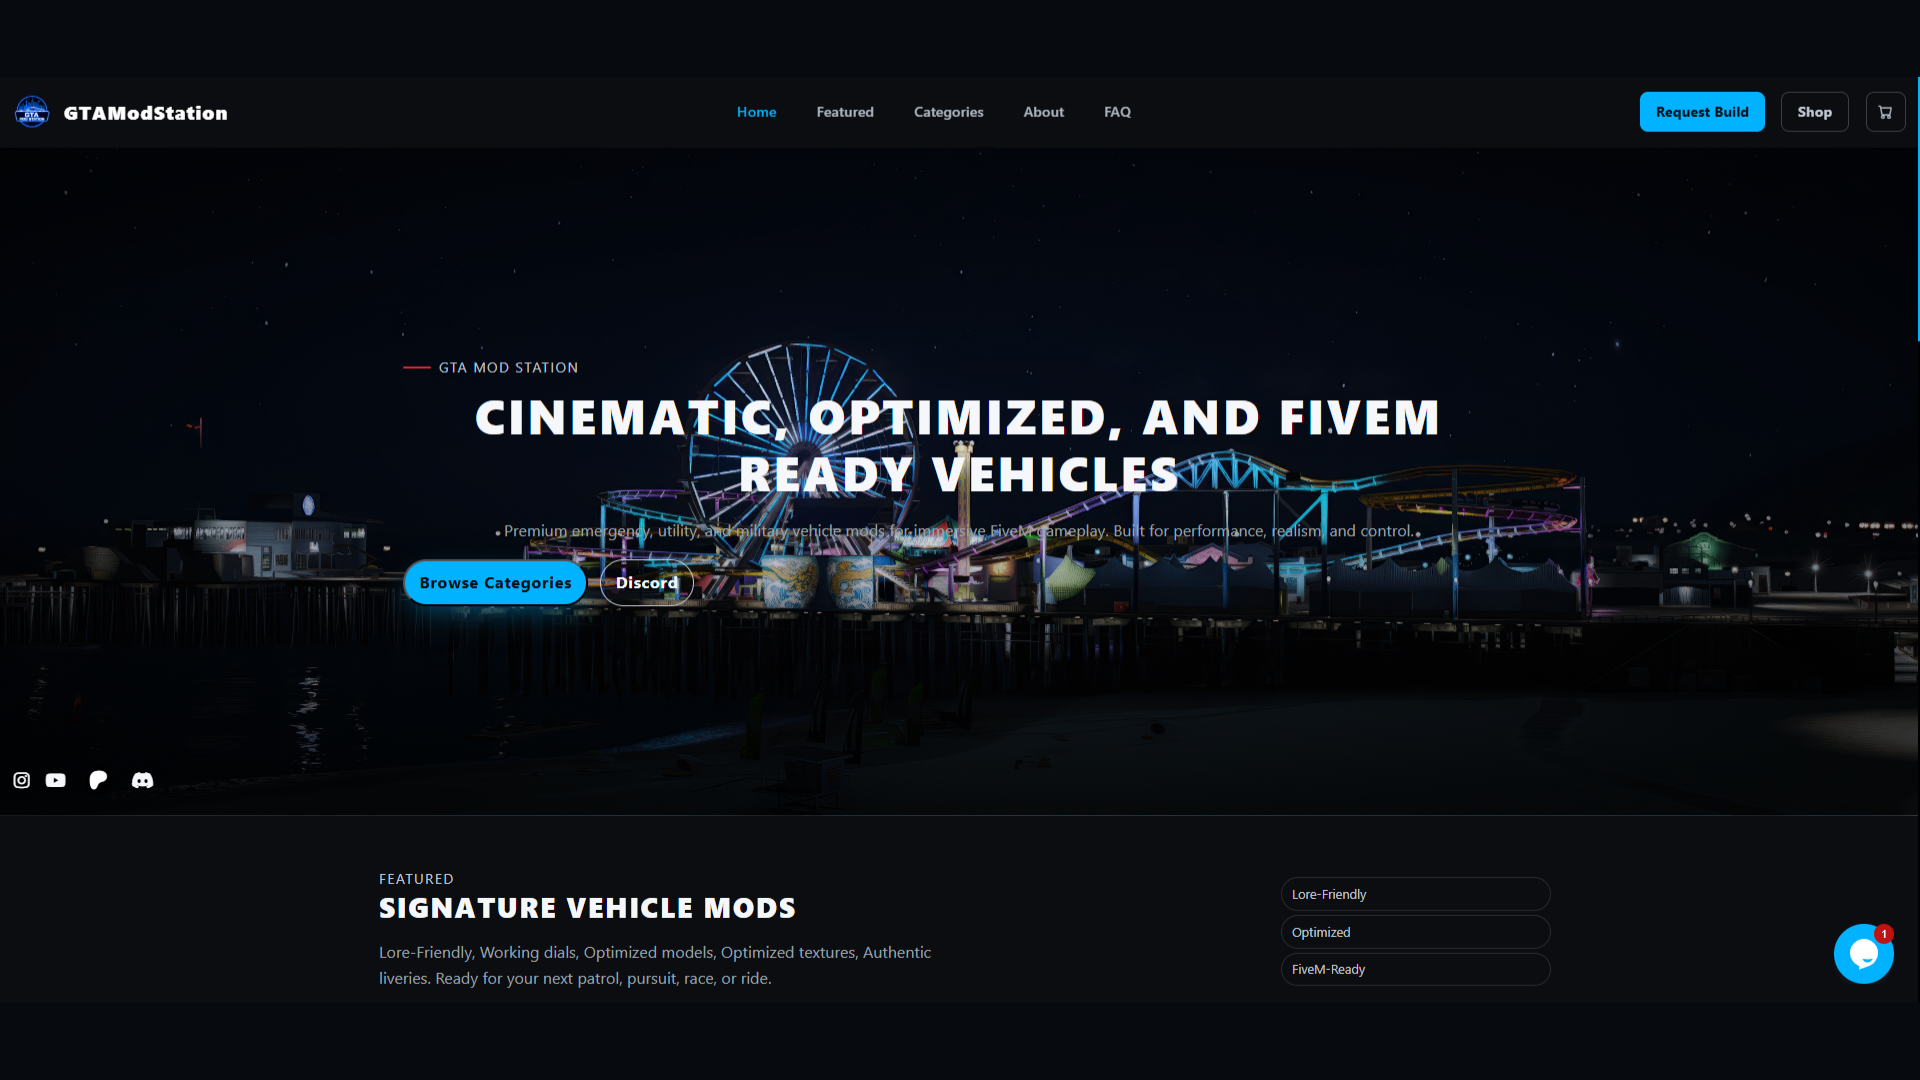 GTAModStation
Home
Featured
Categories
About
FAQ
Request Build
Shop
GTA MOD STATION
CINEMATIC, OPTIMIZED, AND FIVEM
READY VEHICLES
Premium emergency, utility, and military vehicle mods for immersive FiveM gameplay. Built for performance, realism, and control.
Browse Categories
Discord
FEATURED
SIGNATURE VEHICLE MODS
Lore-Friendly, Working dials, Optimized models, Optimized textures, Authentic
liveries. Ready for your next patrol, pursuit, race, or ride.
Lore-Friendly
Optimized
FiveM-Ready
1